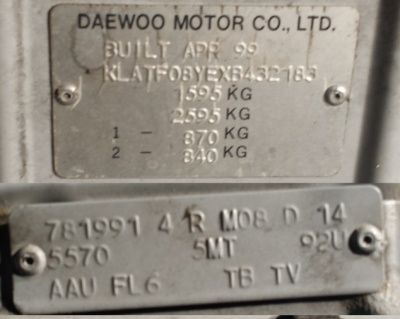 DAEWOO MOTOR CO., LTD.
BUILT APR 99
KLATF08YEXB432183
1595 KG
2595 KG
1 - 870 KG
2 - 840 KG
781991 4 R M08 D 14
5570 5MT 92U
AAU FL6 TB TV